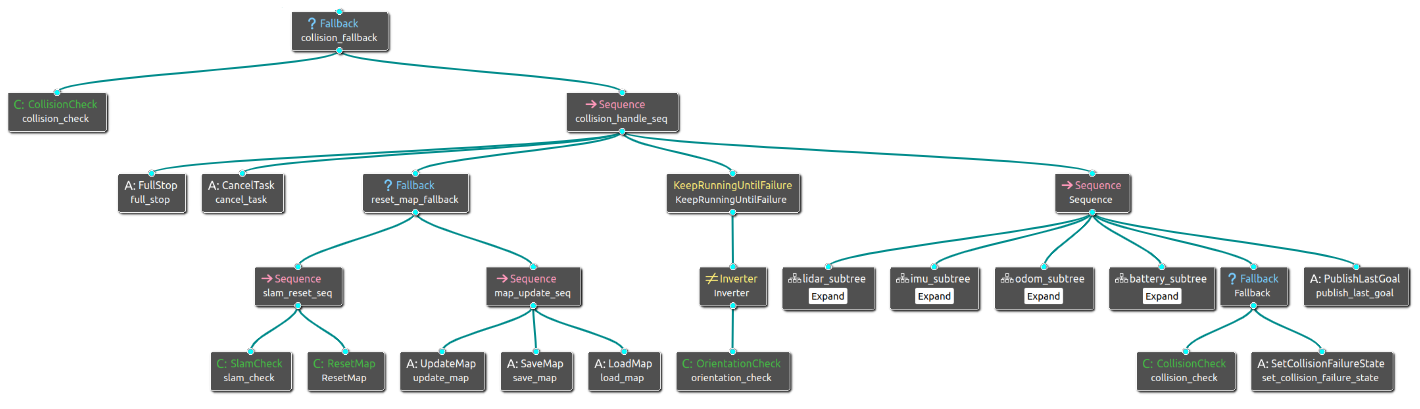 ? Fallback
collision_fallback
C: CollisionCheck
collision_check
→ Sequence
collision_handle_seq
A: FullStop
full_stop
A: CancelTask
cancel_task
? Fallback
reset_map_fallback
KeepRunningUntilFailure
KeepRunningUntilFailure
→ Sequence
Sequence
→ Sequence
slam_reset_seq
→ Sequence
map_update_seq
≠ Inverter
Inverter
lidar_subtree
Expand
imu_subtree
Expand
odom_subtree
Expand
battery_subtree
Expand
? Fallback
Fallback
A: PublishLastGoal
publish_last_goal
C: SlamCheck
slam_check
C: ResetMap
ResetMap
A: UpdateMap
update_map
A: SaveMap
save_map
A: LoadMap
load_map
C: OrientationCheck
orientation_check
C: CollisionCheck
collision_check
A: SetCollisionFailureState
set_collision_failure_state